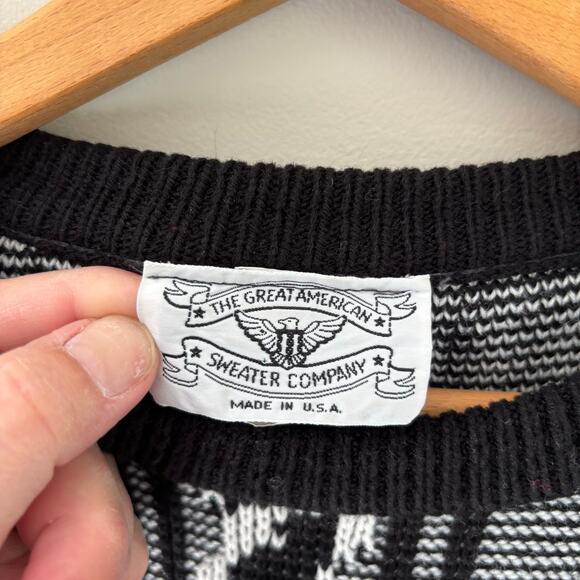 THE GREAT AMERICAN
SWEATER COMPANY
MADE IN U.S.A.